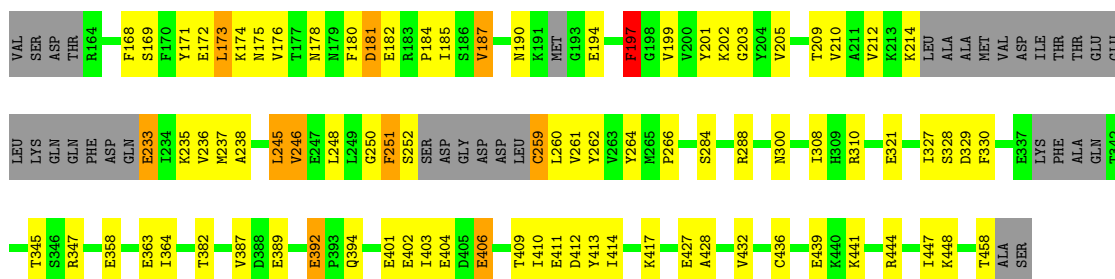 VAL SER ASP THR R164 F168 S169 F170 Y171 E172 L173 K174 N175 V176 T177 N178 N179 F180 D181 E182 R183 P184 I185 S186 V187 N190 K191 MET G193 E194 F197 G198 V199 V200 Y201 K202 G203 Y204 V205 T209 V210 A211 V212 K213 K214 LEU ALA ALA MET VAL ASP ILE THR THR GLU GLU
LEU LYS GLN GLN PHE ASP GLN E233 I234 K235 V236 M237 A238 L245 V246 E247 L248 L249 G250 F251 S252 SER ASP GLY ASP ASP LEU C259 L260 V261 Y262 V263 Y264 M265 P266 S284 R288 N300 I308 H309 R310 E321 I327 S328 D329 F330 E337 LYS PHE ALA GLN T342
T345 S346 R347 E358 E363 I364 T382 V387 D388 E389 E392 P393 Q394 E401 E402 I403 E404 D405 E406 T409 I410 E411 D412 Y413 I414 K417 E427 A428 V432 C436 E439 K440 K441 R444 I447 K448 T458 ALA SER